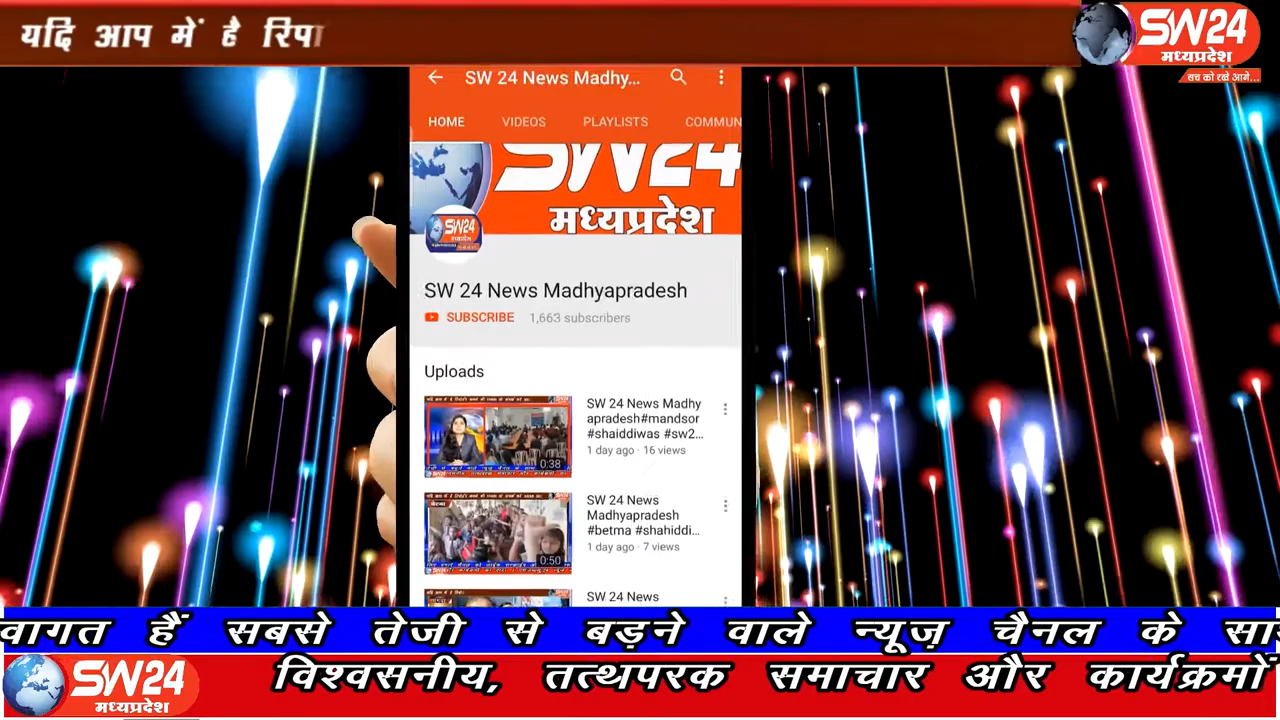 यदि आप में है रिपा
SW24
मध्यप्रदेश
सच को रखे आगे...
SW 24 News Madhy...
HOME VIDEOS PLAYLISTS COMMUN
SW24
मध्यप्रदेश
SW24
SW 24 News Madhyapradesh
SUBSCRIBE 1,663 subscribers
Uploads
SW 24 News Madhy
apradesh#mandsor
#shaiddiwas #sw2...
1 day ago · 16 views
0:38
SW 24 News
Madhyapradesh
#betma #shahiddi...
1 day ago · 7 views
0:50
SW 24 News
वागत हैं सबसे तेजी से बड़ने वाले न्यूज़ चैनल के सा
SW24
मध्यप्रदेश
विश्वसनीय, तत्थपरक समाचार और कार्यक्रमों